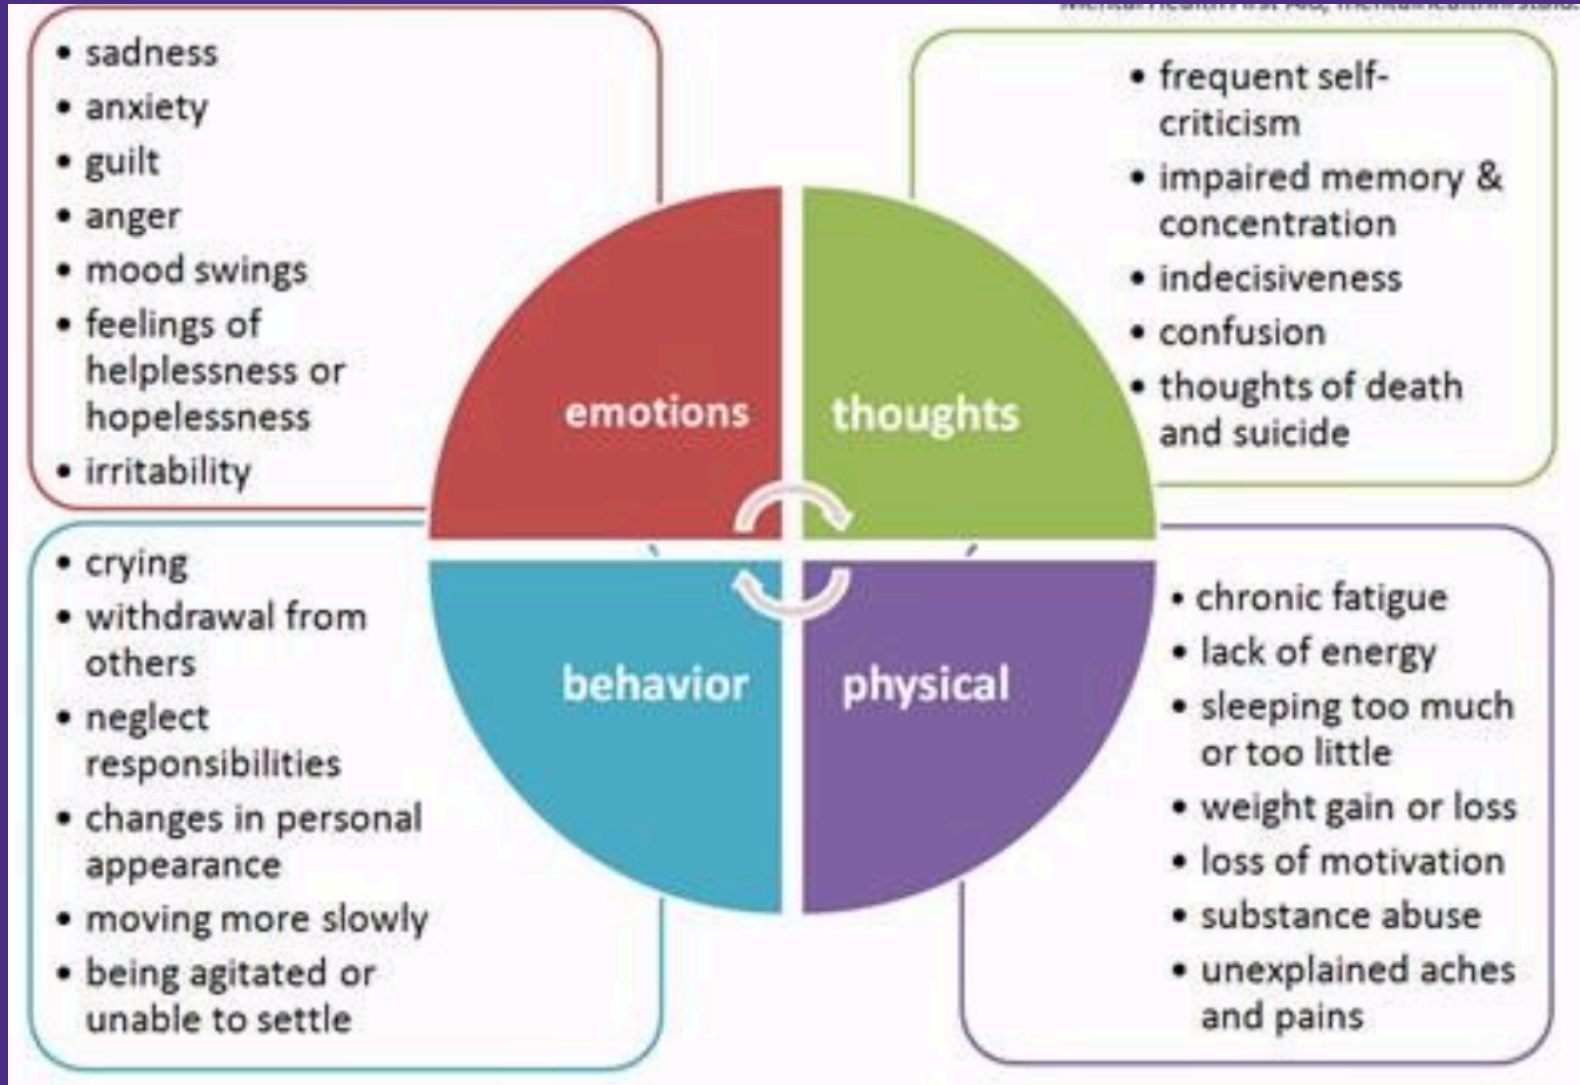 • sadness
• anxiety
• guilt
• anger
• mood swings
• feelings of
helplessness or
hopelessness
• irritability
• frequent self-
criticism
• impaired memory &
concentration
• indecisiveness
• confusion
• thoughts of death
and suicide
emotions
thoughts
behavior
physical
• crying
• withdrawal from
others
• neglect
responsibilities
• changes in personal
appearance
• moving more slowly
• being agitated or
unable to settle
• chronic fatigue
• lack of energy
• sleeping too much
or too little
• weight gain or loss
• loss of motivation
• substance abuse
• unexplained aches
and pains